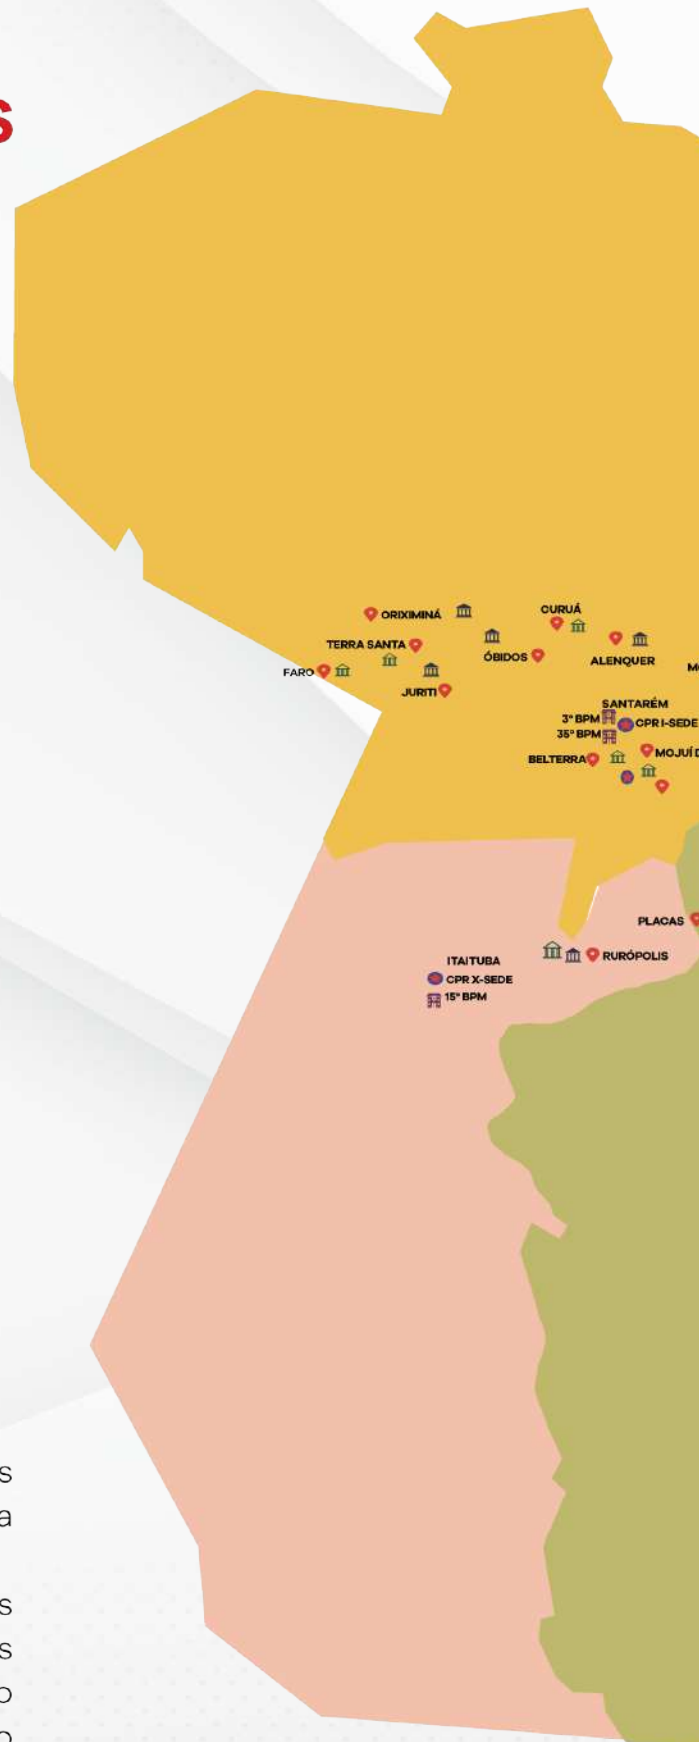 s
ORIXIMINÁ
CURUÁ
TERRA SANTA
ÓBIDOS
ALENQUER
FARO
JURITI
SANTARÉM
3º BPM
CPR I-SEDE
35º BPM
BELTERRA
MOJUÍ
PLACAS
RURÓPOLIS
ITAITUBA
CPR X-SEDE
15º BPM
s
a
s
s
o